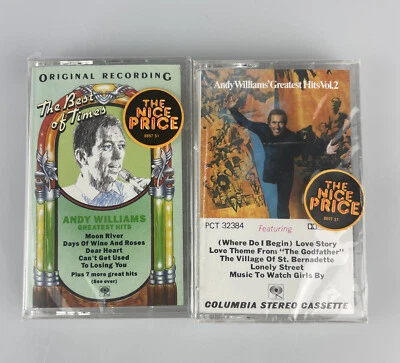 ORIGINAL RECORDING
The Best
of Times
THE
NICE
PRICE
ANDY WILLIAMS
GREATEST HITS
Moon River
Days Of Wine And Roses
Dear Heart
Can't Get Used
To Losing You
Plus 7 more great hits
(See over)
Andy Williams' Greatest Hits Vol. 2
THE
NICE
PRICE
PCT 32384
Featuring
(Where Do I Begin) Love Story
Love Theme From "The Godfather"
The Village Of St. Bernadette
Lonely Street
Music To Watch Girls By
COLUMBIA STEREO CASSETTE